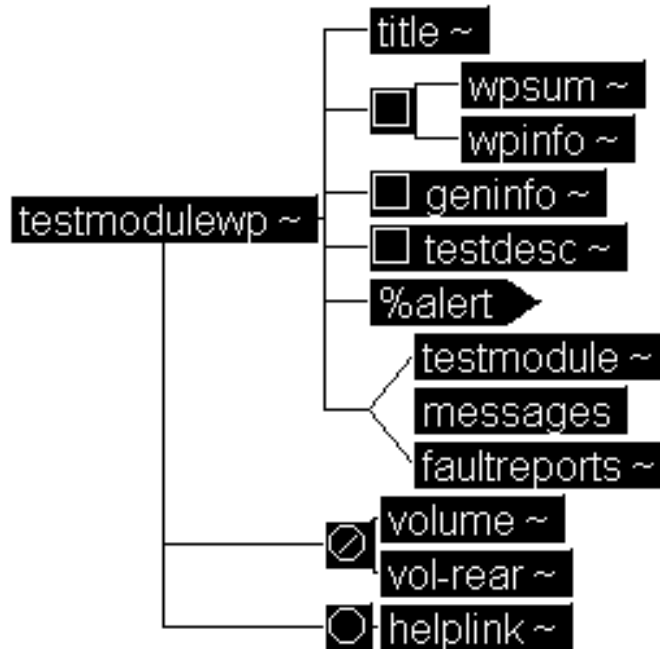 title ~
wpsum ~
wpinfo ~
geninfo ~
testmodulewp ~
testdesc ~
%alert
testmodule ~
messages
faultreports ~
volume ~
vol-rear ~
helplink ~